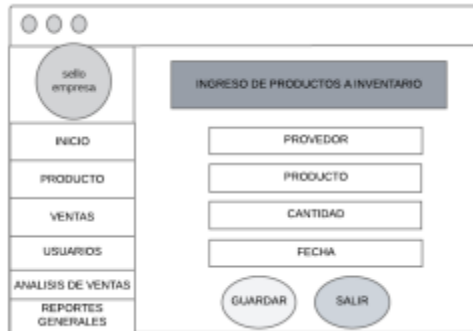 sello
empresa
INGRESO DE PRODUCTOS A INVENTARIO
INICIO
PRODUCTO
VENTAS
USUARIOS
ANALISIS DE VENTAS
REPORTES
GENERALES
PROVEDOR
PRODUCTO
CANTIDAD
FECHA
GUARDAR
SALIR